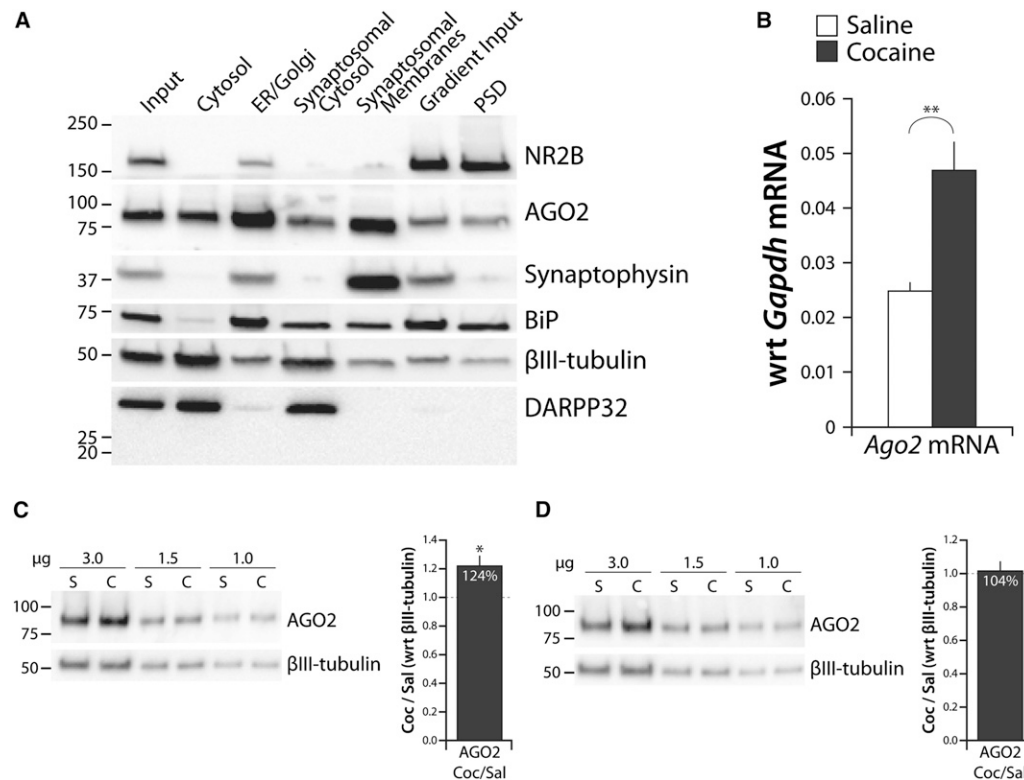 A
Input
Cytosol
ER/Golgi
Synaptosomal
Cytosol
Synaptosomal
Membranes
Gradient Input
PSD
250
150
NR2B
100
75
AGO2
37
Synaptophysin
75
BiP
50
βIII-tubulin
DARPP32
25
20
B
Saline
Cocaine
wrt Gapdh mRNA
0.06
0.05
0.04
0.03
0.02
0.01
0
**
Ago2 mRNA
C
μg 3.0 1.5 1.0
S C S C S C
100
75
AGO2
50
βIII-tubulin
Coc / Sal (wrt βIII-tubulin)
1.4
1.2
1.0
0.8
0.6
0.4
0.2
0.0
*
124%
AGO2
Coc/Sal
D
μg 3.0 1.5 1.0
S C S C S C
100
75
AGO2
50
βIII-tubulin
Coc / Sal (wrt βIII-tubulin)
1.2
1.0
0.8
0.6
0.4
0.2
0.0
104%
AGO2
Coc/Sal